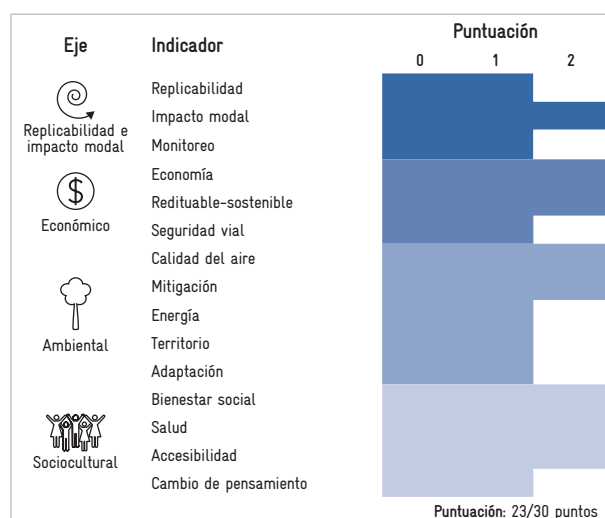 Eje Indicador Puntuación
0 1 2
Replicabilidad
Impacto modal
Monitoreo
Replicabilidad e
impacto modal
Economía
Redituable-sostenible
Seguridad vial
Económico
Calidad del aire
Mitigación
Energía
Territorio
Adaptación
Ambiental
Bienestar social
Salud
Accesibilidad
Cambio de pensamiento
Sociocultural
Puntuación: 23/30 puntos